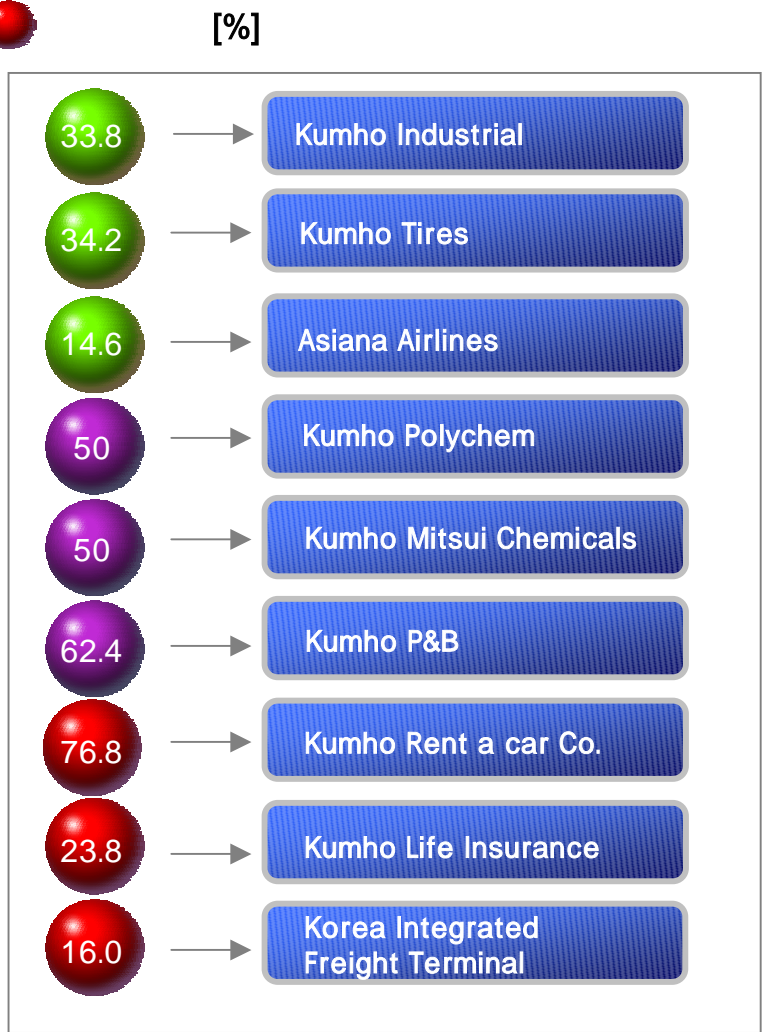 [%]
33.8 Kumho Industrial
34.2 Kumho Tires
14.6 Asiana Airlines
50 Kumho Polychem
50 Kumho Mitsui Chemicals
62.4 Kumho P&B
76.8 Kumho Rent a car Co.
23.8 Kumho Life Insurance
16.0 Korea Integrated
Freight Terminal